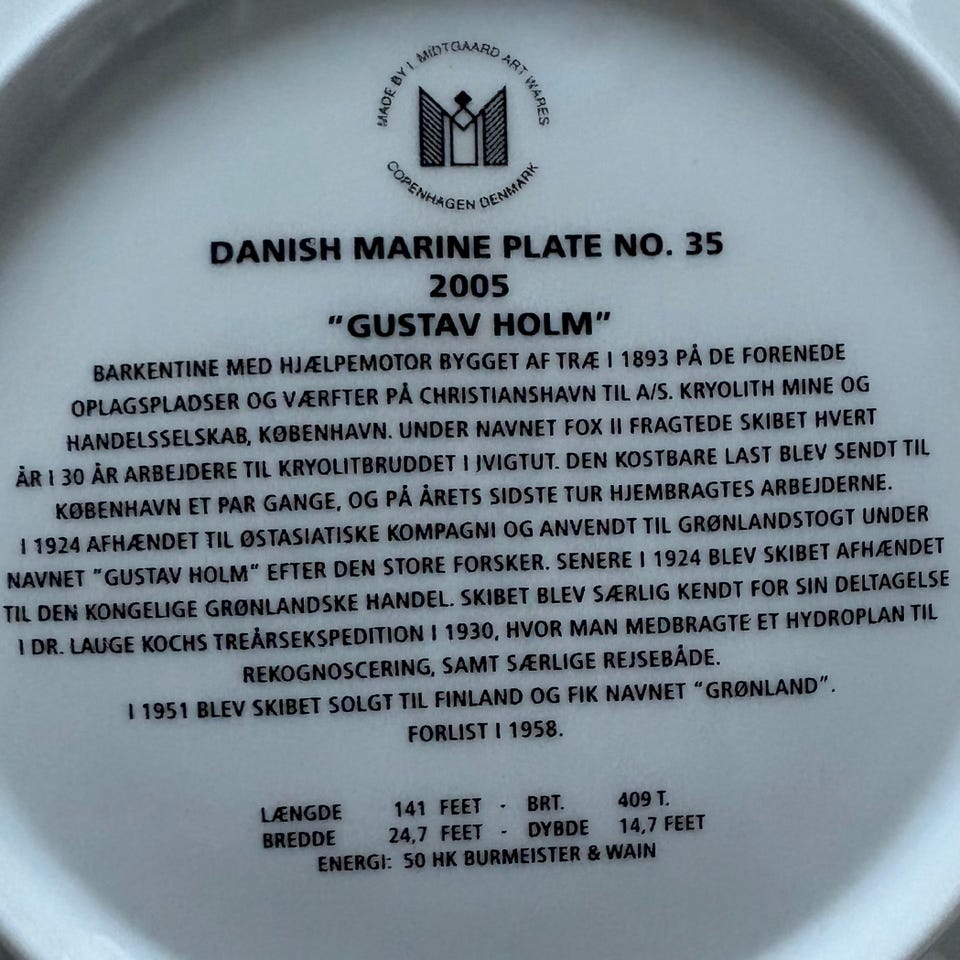 MADE BY I. MIDTGAARD ART WARES
COPENHAGEN DENMARK
DANISH MARINE PLATE NO. 35
2005
"GUSTAV HOLM"
BARKENTINE MED HJÆLPEMOTOR BYGGET AF TRÆ I 1893 PÅ DE FORENEDE
OPLAGSPLADSER OG VÆRFTER PÅ CHRISTIANSHAVN TIL A/S. KRYOLITH MINE OG
HANDELSSELSKAB, KØBENHAVN. UNDER NAVNET FOX II FRAGTEDE SKIBET HVERT
ÅR I 30 ÅR ARBEJDERE TIL KRYOLITBRUDDET I JVIGTUT. DEN KOSTBARE LAST BLEV SENDT TIL
KØBENHAVN ET PAR GANGE, OG PÅ ÅRETS SIDSTE TUR HJEMBRAGTES ARBEJDERNE.
I 1924 AFHÆNDET TIL ØSTASIATISKE KOMPAGNI OG ANVENDT TIL GRØNLANDSTOGT UNDER
NAVNET "GUSTAV HOLM" EFTER DEN STORE FORSKER. SENERE I 1924 BLEV SKIBET AFHÆNDET
TIL DEN KONGELIGE GRØNLANDSKE HANDEL. SKIBET BLEV SÆRLIG KENDT FOR SIN DELTAGELSE
I DR. LAUGE KOCHS TREÅRSEKSPEDITION I 1930, HVOR MAN MEDBRAGTE ET HYDROPLAN TIL
REKOGNOSCERING, SAMT SÆRLIGE REJSEBÅDE.
I 1951 BLEV SKIBET SOLGT TIL FINLAND OG FIK NAVNET "GRØNLAND".
FORLIST I 1958.
LÆNGDE 141 FEET - BRT. 409 T.
BREDDE 24,7 FEET - DYBDE 14,7 FEET
ENERGI: 50 HK BURMEISTER & WAIN